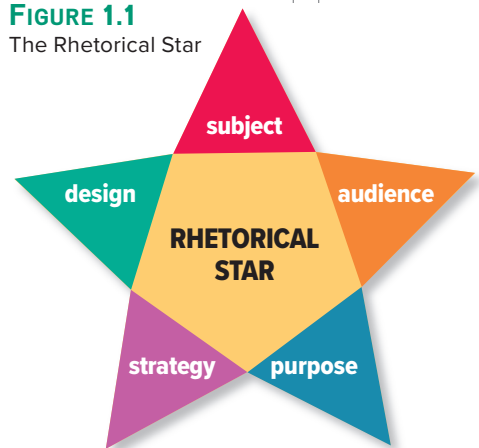 FIGURE 1.1
The Rhetorical Star
subject
design
audience
RHETORICAL
STAR
strategy
purpose